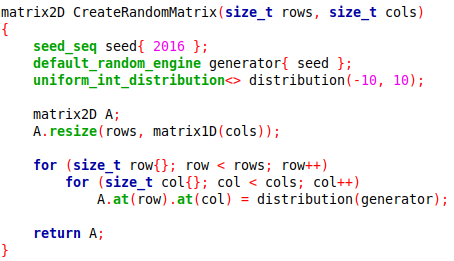 matrix2D CreateRandomMatrix(size_t rows, size_t cols)
{
    seed_seq seed{ 2016 };
    default_random_engine generator{ seed };
    uniform_int_distribution<> distribution(-10, 10);

    matrix2D A;
    A.resize(rows, matrix1D(cols));

    for (size_t row{}; row < rows; row++)
        for (size_t col{}; col < cols; col++)
            A.at(row).at(col) = distribution(generator);

    return A;
}